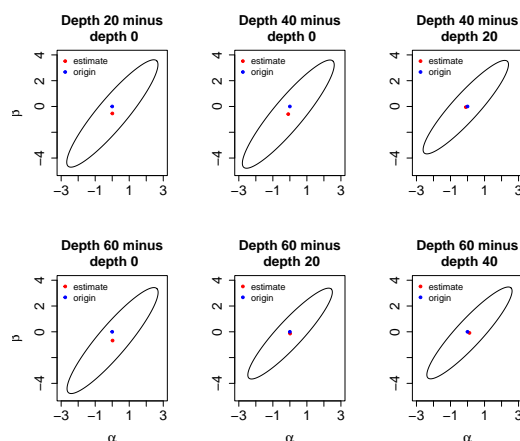 Depth 20 minus
depth 0
4
0
−4
estimate
origin
−3 −1 1 3
Depth 40 minus
depth 0
4
0
−4
estimate
origin
−3 −1 1 3
Depth 40 minus
depth 20
4
0
−4
estimate
origin
−3 −1 1 3
Depth 60 minus
depth 0
4
0
−4
estimate
origin
−3 −1 1 3
α
Depth 60 minus
depth 20
4
0
−4
estimate
origin
−3 −1 1 3
α
Depth 60 minus
depth 40
4
0
−4
estimate
origin
−3 −1 1 3
α